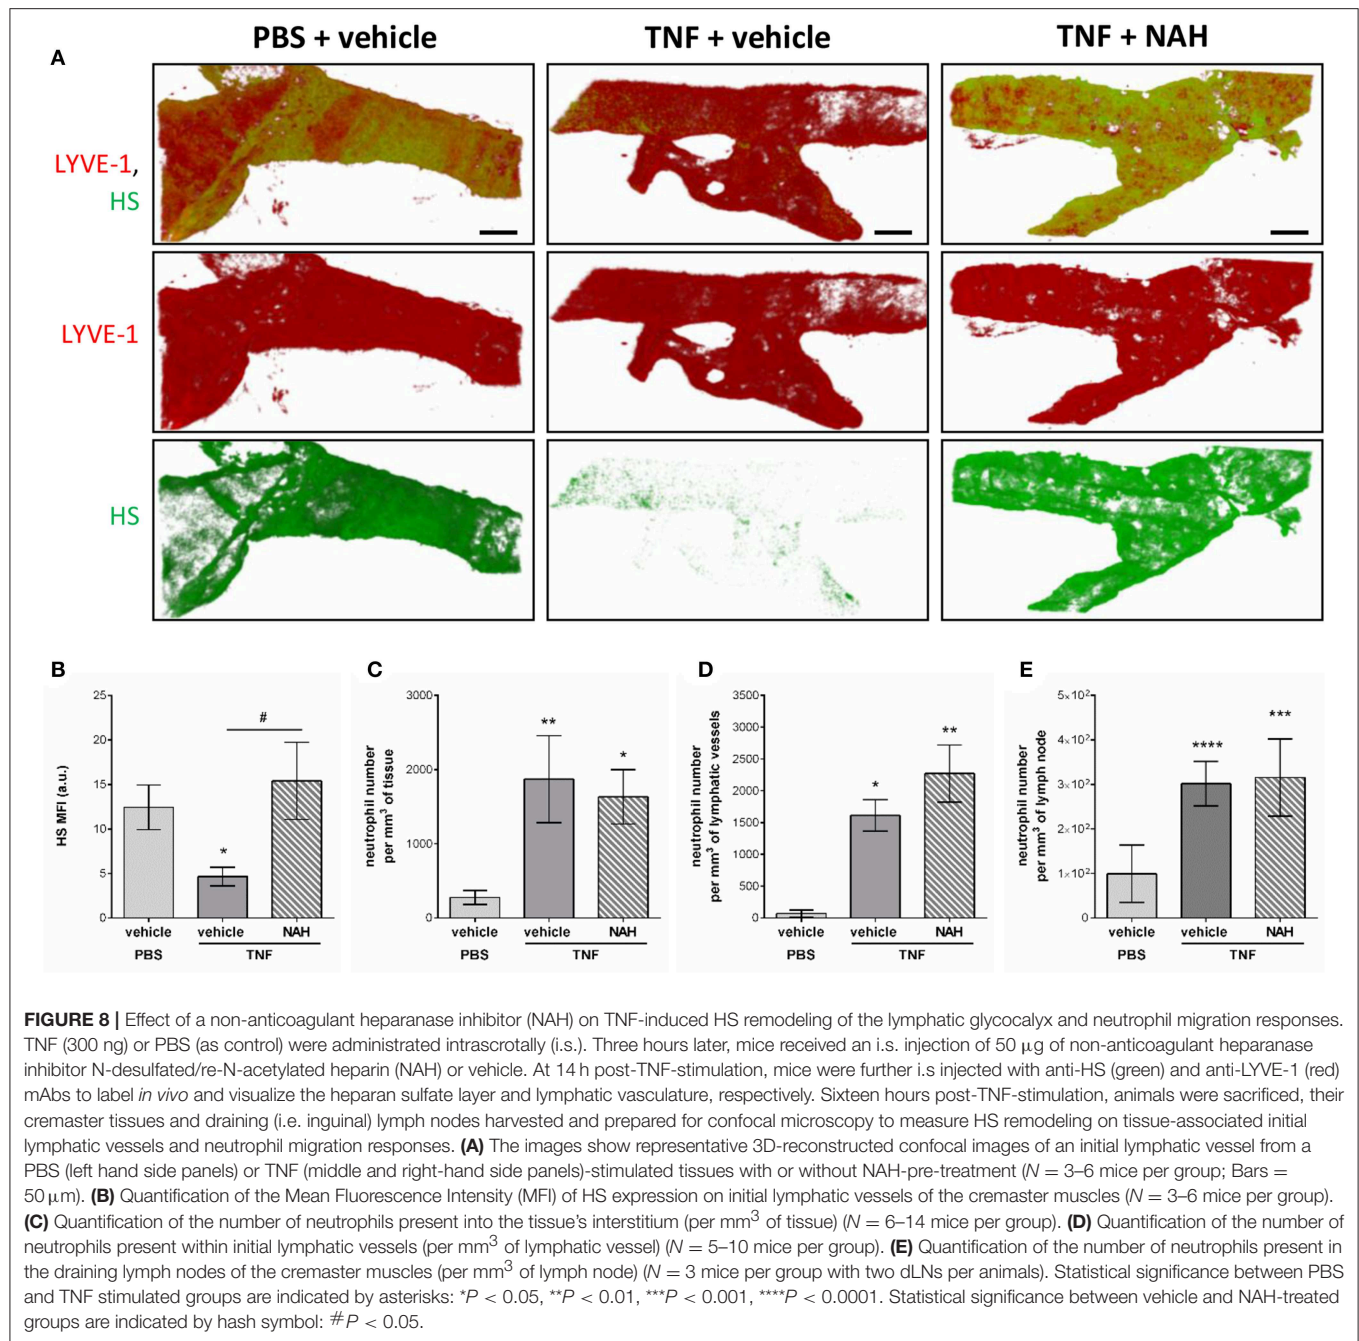 PBS + vehicle
TNF + vehicle
TNF + NAH
A
LYVE-1,
HS
LYVE-1
HS
B
25
20
15
10
5
0
HS MFI (a.u.)
*
#
vehicle
vehicle
NAH
PBS
TNF
C
3000
2000
1000
0
neutrophil number
per mm³ of tissue
**
*
vehicle
vehicle
NAH
PBS
TNF
D
3500
3000
2500
2000
1500
1000
500
0
neutrophil number
per mm³ of lymphatic vessels
*
**
vehicle
vehicle
NAH
PBS
TNF
E
5×10²
4×10²
3×10²
2×10²
1×10²
0
neutrophil number
per mm³ of lymph node
****
***
vehicle
vehicle
NAH
PBS
TNF
FIGURE 8 | Effect of a non-anticoagulant heparanase inhibitor (NAH) on TNF-induced HS remodeling of the lymphatic glycocalyx and neutrophil migration responses.
TNF (300 ng) or PBS (as control) were administrated intrascrotally (i.s.). Three hours later, mice received an i.s. injection of 50 μg of non-anticoagulant heparanase
inhibitor N-desulfated/re-N-acetylated heparin (NAH) or vehicle. At 14 h post-TNF-stimulation, mice were further i.s injected with anti-HS (green) and anti-LYVE-1 (red)
mAbs to label in vivo and visualize the heparan sulfate layer and lymphatic vasculature, respectively. Sixteen hours post-TNF-stimulation, animals were sacrificed, their
cremaster tissues and draining (i.e. inguinal) lymph nodes harvested and prepared for confocal microscopy to measure HS remodeling on tissue-associated initial
lymphatic vessels and neutrophil migration responses. (A) The images show representative 3D-reconstructed confocal images of an initial lymphatic vessel from a
PBS (left hand side panels) or TNF (middle and right-hand side panels)-stimulated tissues with or without NAH-pre-treatment (N = 3–6 mice per group; Bars =
50 μm). (B) Quantification of the Mean Fluorescence Intensity (MFI) of HS expression on initial lymphatic vessels of the cremaster muscles (N = 3–6 mice per group).
(C) Quantification of the number of neutrophils present into the tissue's interstitium (per mm³ of tissue) (N = 6–14 mice per group). (D) Quantification of the number of
neutrophils present within initial lymphatic vessels (per mm³ of lymphatic vessel) (N = 5–10 mice per group). (E) Quantification of the number of neutrophils present in
the draining lymph nodes of the cremaster muscles (per mm³ of lymph node) (N = 3 mice per group with two dLNs per animals). Statistical significance between PBS
and TNF stimulated groups are indicated by asterisks: *P < 0.05, **P < 0.01, ***P < 0.001, ****P < 0.0001. Statistical significance between vehicle and NAH-treated
groups are indicated by hash symbol: #P < 0.05.